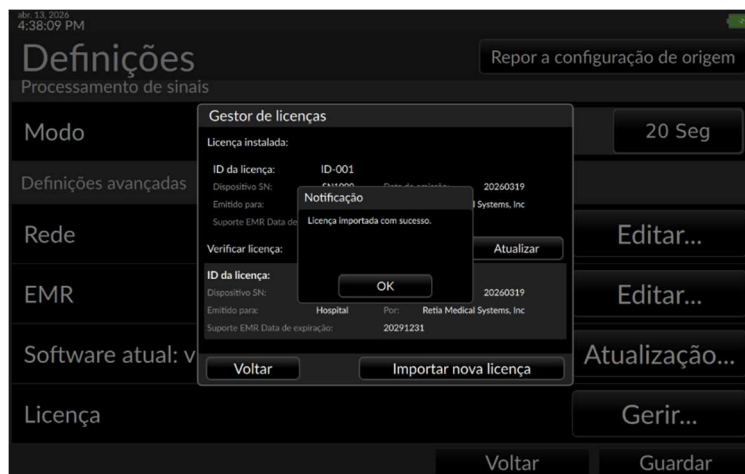 abr. 13, 2026
4:38:09 PM
Definições
Repor a configuração de origem
Processamento de sinais
Modo
20 Seg
Definições avançadas
Rede
Editar...
EMR
Editar...
Software atual: v
Atualização...
Licença
Gerir...
Voltar
Guardar
Gestor de licenças
Licença instalada:
ID da licença: ID-001
Dispositivo SN: 20260319
Emitido para: l Systems, Inc
Suporte EMR Data de
Verificar licença:
Atualizar
ID da licença:
Dispositivo SN: 20260319
Emitido para: Hospital Por: Retia Medical Systems, Inc
Suporte EMR Data de expiração: 20291231
Voltar
Importar nova licença
Notificação
Licença importada com sucesso.
OK